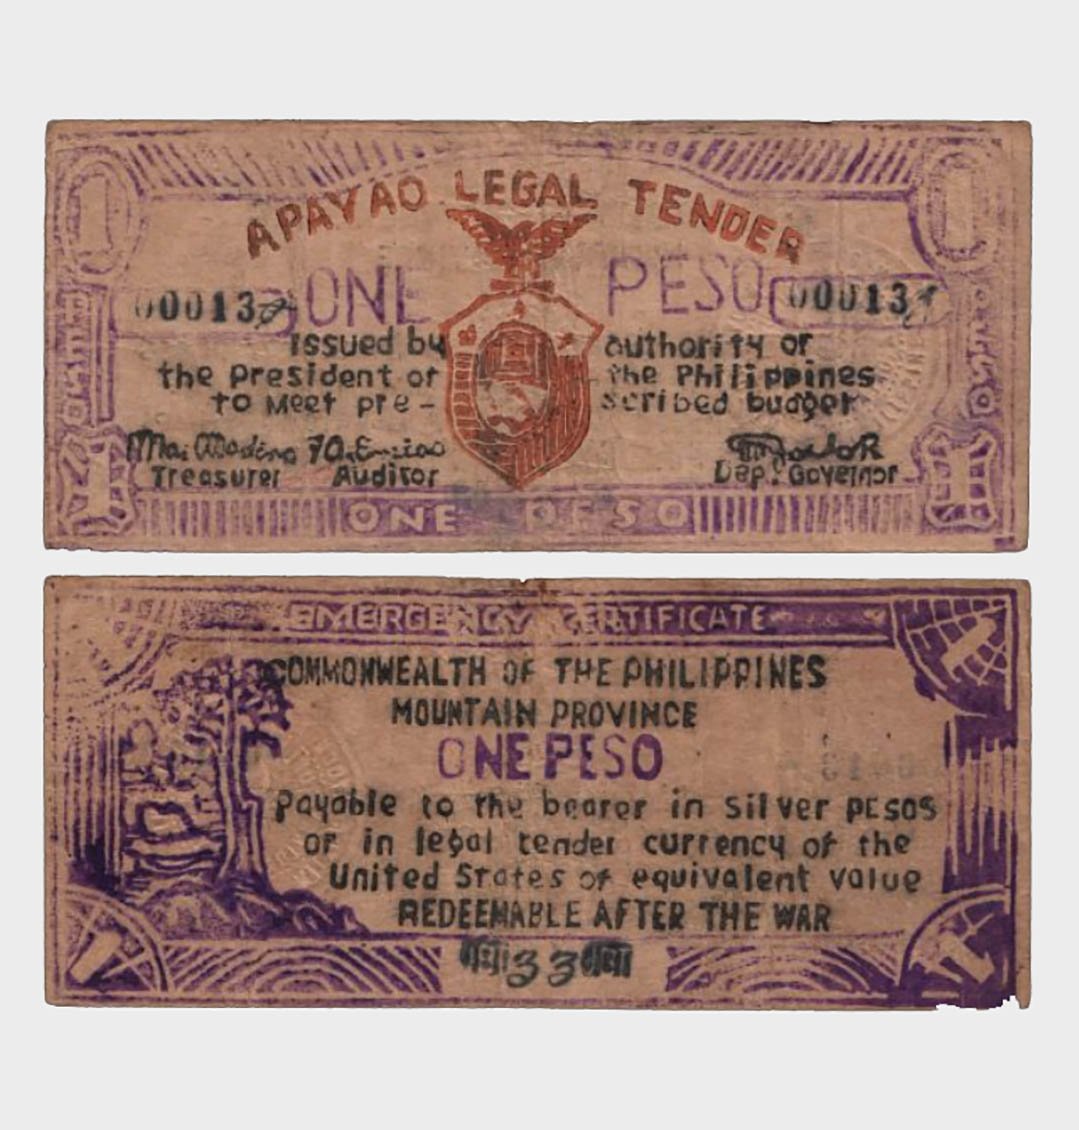 APAYAO LEGAL TENDER
ONE PESO
issued by authority of
the president of the Philippines
to meet pre- scribed budget
Treasurer Auditor Dep. Governor
ONE PESO
EMERGENCY CERTIFICATE
COMMONWEALTH OF THE PHILIPPINES
MOUNTAIN PROVINCE
ONE PESO
payable to the bearer in silver pesos
or in legal tender currency of the
United States of equivalent value
REDEEMABLE AFTER THE WAR